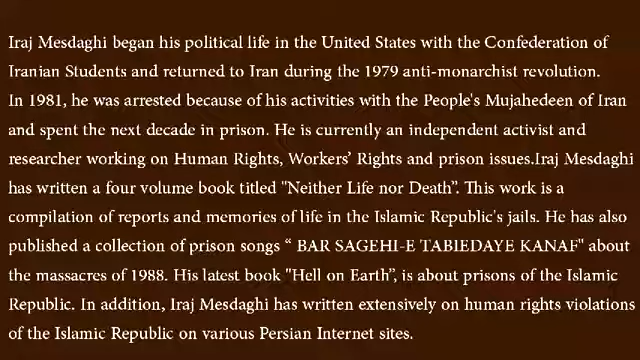 Iraj Mesdaghi began his political life in the United States with the Confederation of
Iranian Students and returned to Iran during the 1979 anti-monarchist revolution.
In 1981, he was arrested because of his activities with the People's Mujahedeen of Iran
and spent the next decade in prison. He is currently an independent activist and
researcher working on Human Rights, Workers’ Rights and prison issues.Iraj Mesdaghi
has written a four volume book titled "Neither Life nor Death”. This work is a
compilation of reports and memories of life in the Islamic Republic's jails. He has also
published a collection of prison songs “ BAR SAGEHI-E TABIEDAYE KANAF" about
the massacres of 1988. His latest book "Hell on Earth”, is about prisons of the Islamic
Republic. In addition, Iraj Mesdaghi has written extensively on human rights violations
of the Islamic Republic on various Persian Internet sites.